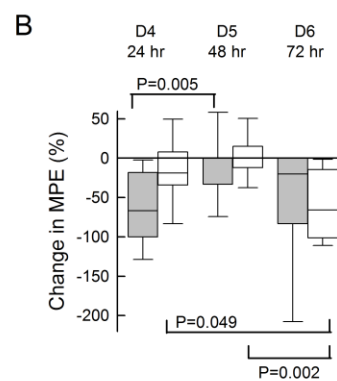 B
D4 D5 D6
24 hr 48 hr 72 hr
P=0.005
50
0
-50
-100
-150
-200
Change in MPE (%)
P=0.049
P=0.002